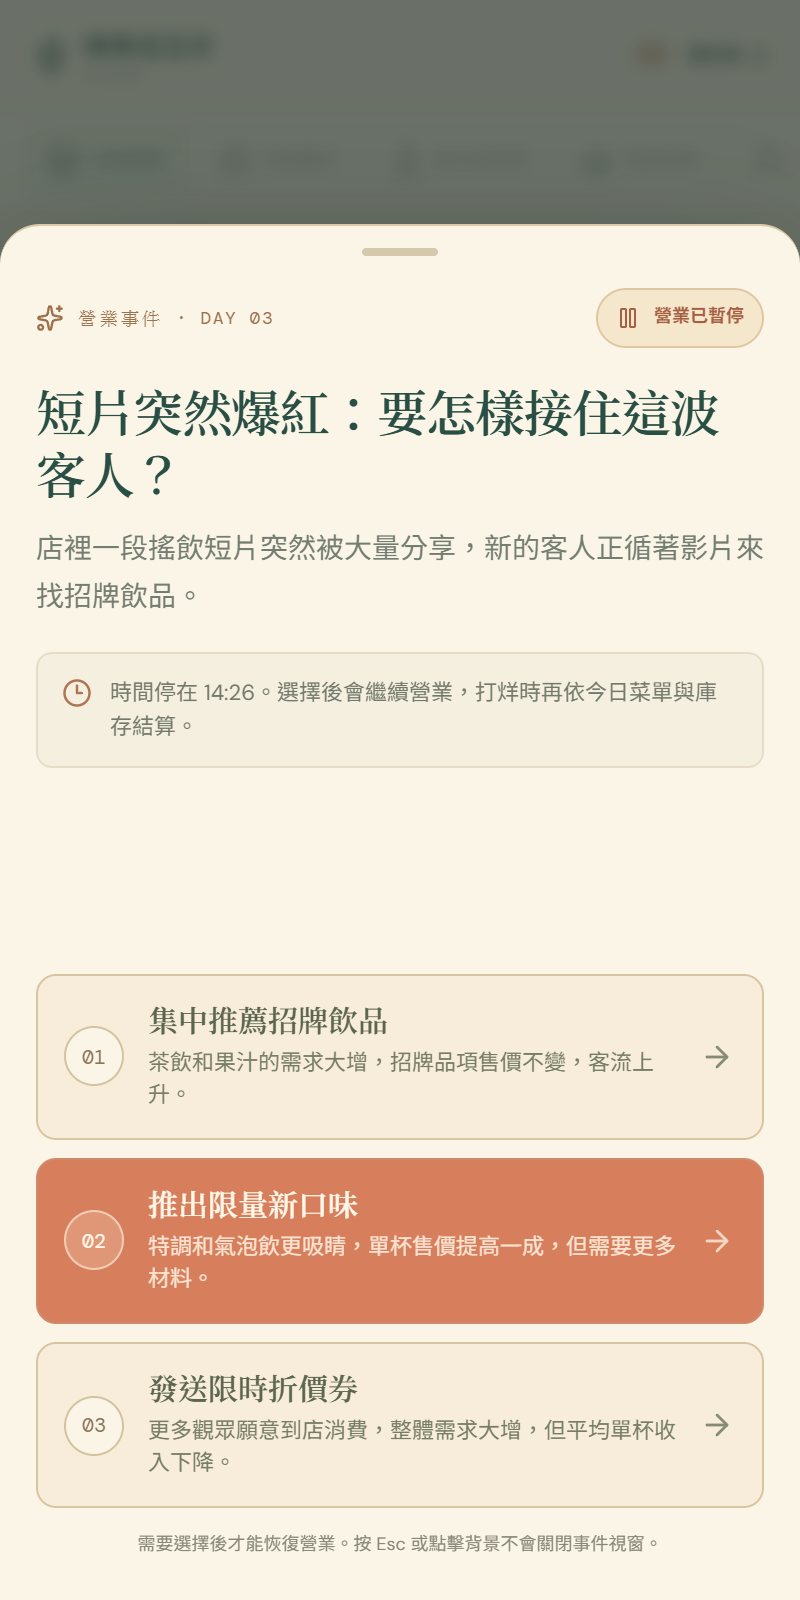 營業事件 · DAY 03
營業已暫停
短片突然爆紅：要怎樣接住這波
客人？
店裡一段搖飲短片突然被大量分享，新的客人正循著影片來
找招牌飲品。
時間停在 14:26。選擇後會繼續營業，打烊時再依今日菜單與庫
存結算。
01
集中推薦招牌飲品
茶飲和果汁的需求大增，招牌品項售價不變，客流上
升。
02
推出限量新口味
特調和氣泡飲更吸睛，單杯售價提高一成，但需要更多
材料。
03
發送限時折價券
更多觀眾願意到店消費，整體需求大增，但平均單杯收
入下降。
需要選擇後才能恢復營業。按 Esc 或點擊背景不會關閉事件視窗。